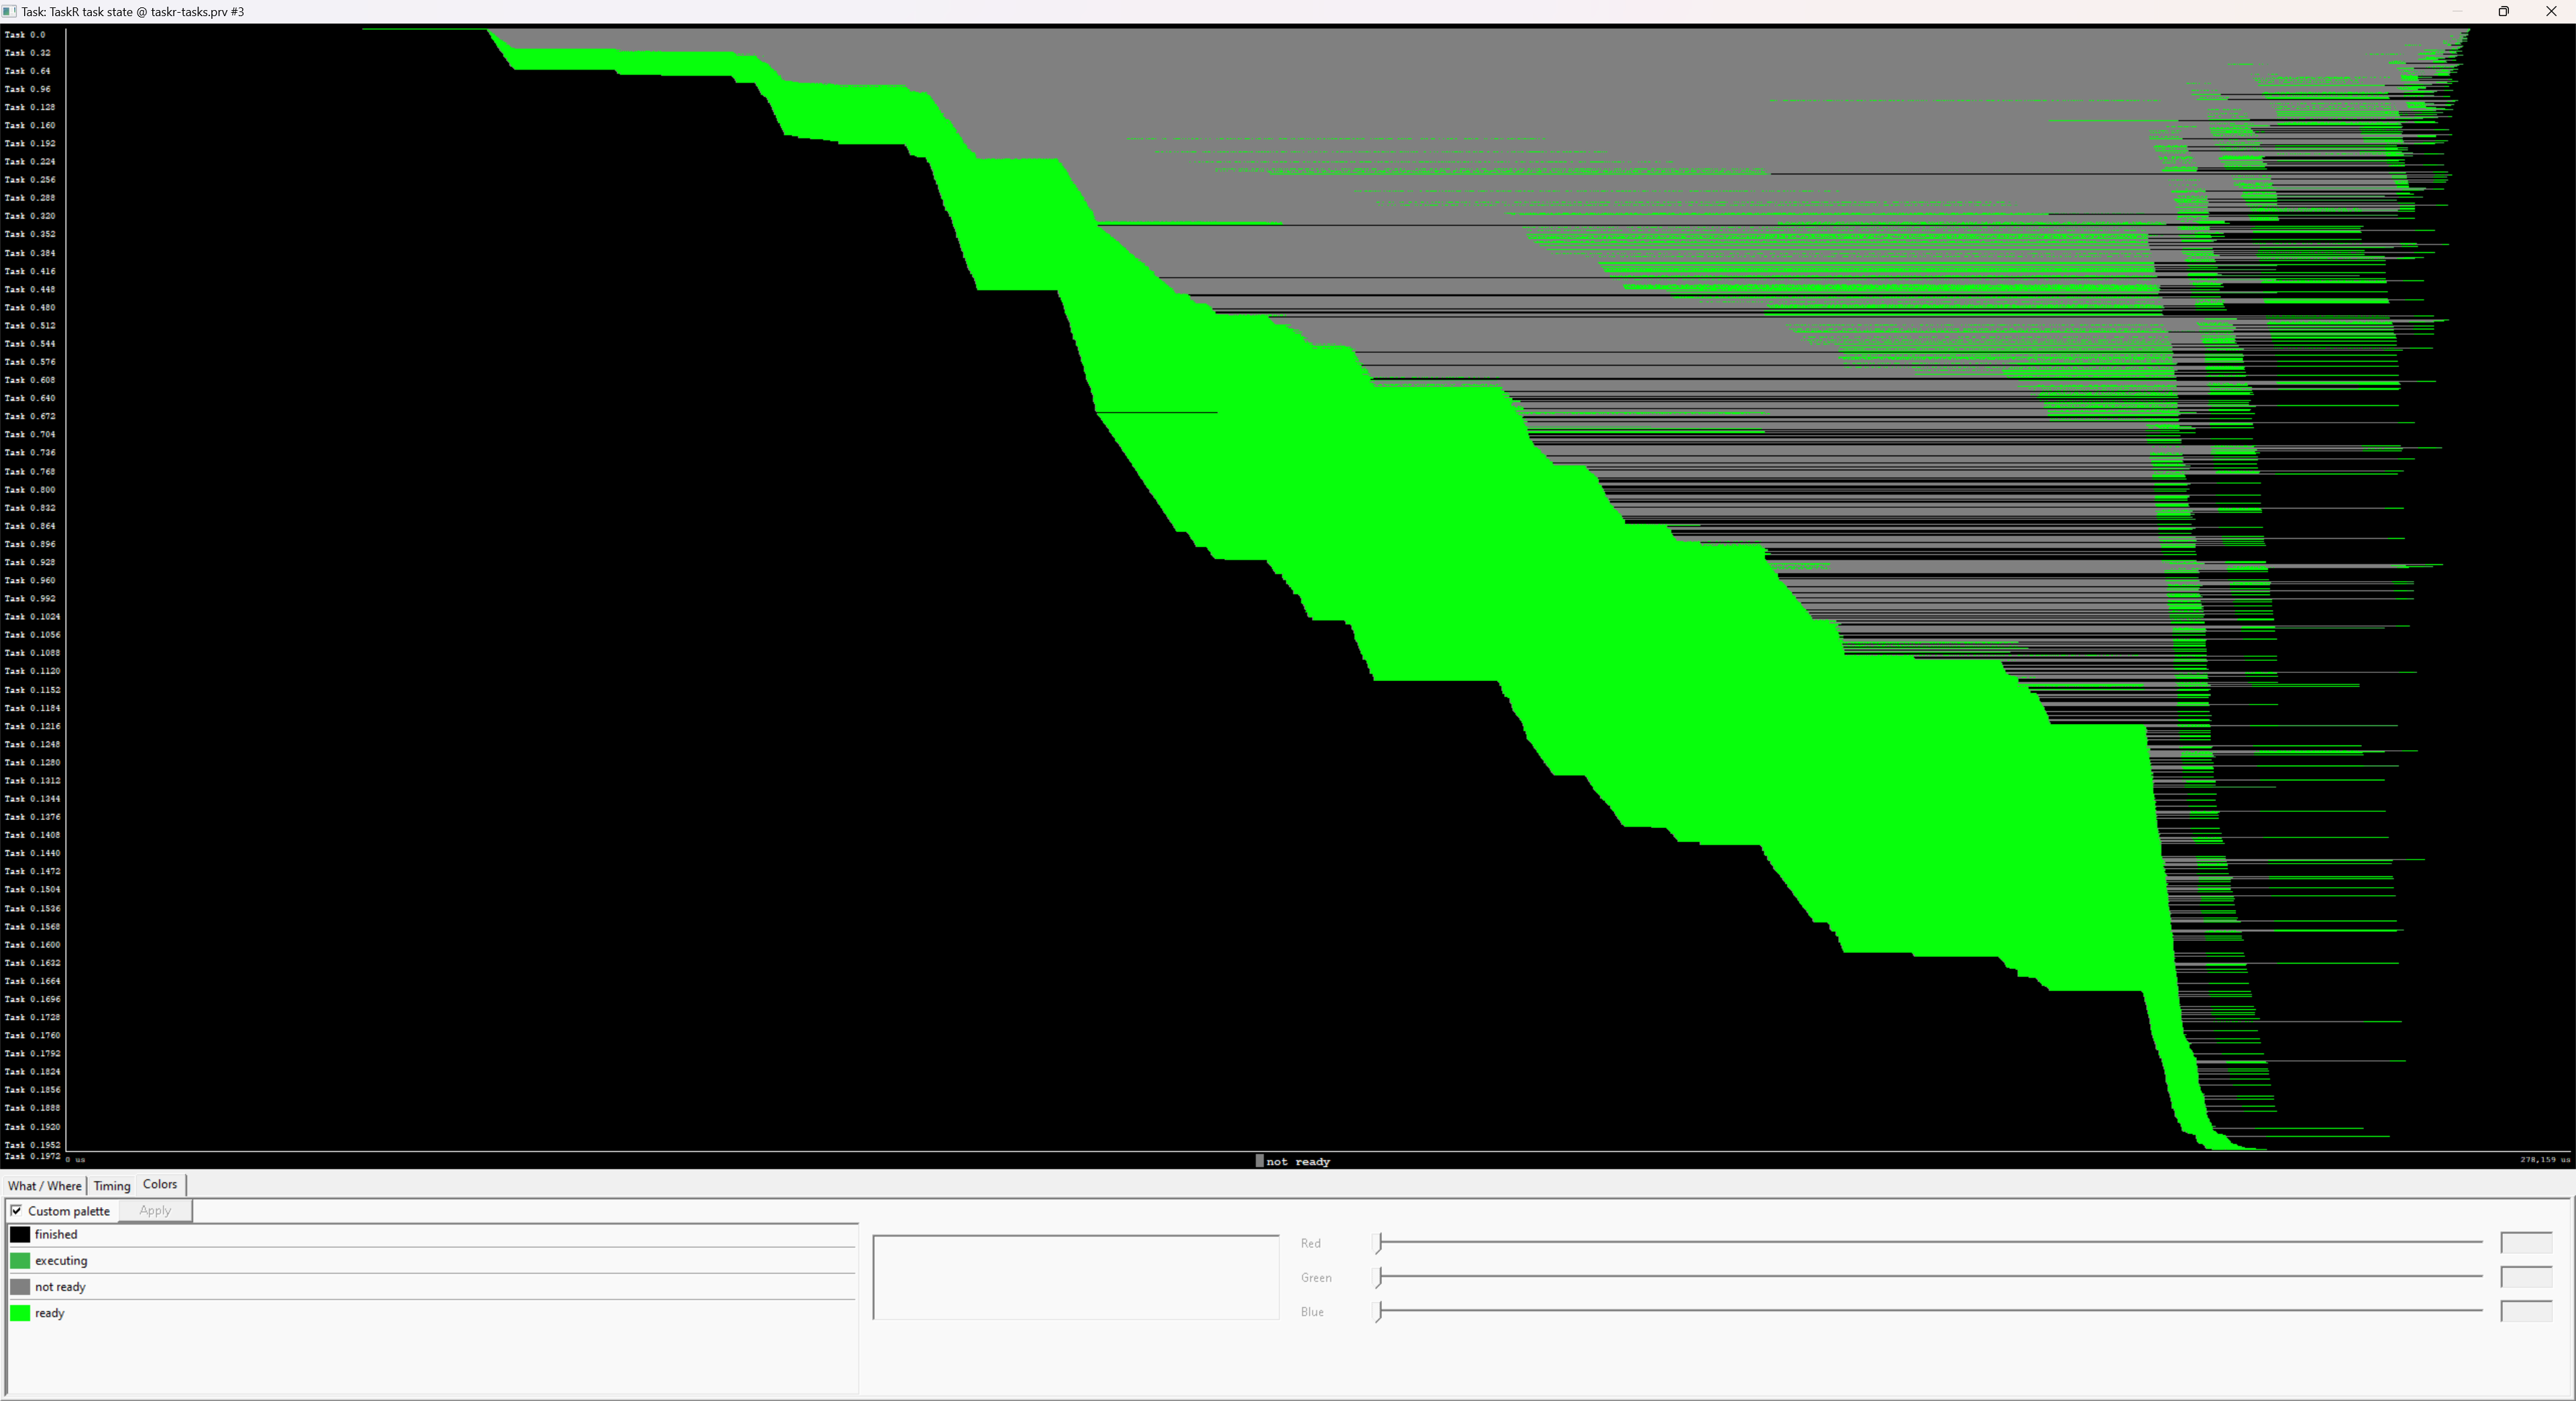 Task: TaskR task state @ taskr-tasks.prv #3
Task 0.0
Task 0.32
Task 0.64
Task 0.96
Task 0.128
Task 0.160
Task 0.192
Task 0.224
Task 0.256
Task 0.288
Task 0.320
Task 0.352
Task 0.384
Task 0.416
Task 0.448
Task 0.480
Task 0.512
Task 0.544
Task 0.576
Task 0.608
Task 0.640
Task 0.672
Task 0.704
Task 0.736
Task 0.768
Task 0.800
Task 0.832
Task 0.864
Task 0.896
Task 0.928
Task 0.960
Task 0.992
Task 0.1024
Task 0.1056
Task 0.1088
Task 0.1120
Task 0.1152
Task 0.1184
Task 0.1216
Task 0.1248
Task 0.1280
Task 0.1312
Task 0.1344
Task 0.1376
Task 0.1408
Task 0.1440
Task 0.1472
Task 0.1504
Task 0.1536
Task 0.1568
Task 0.1600
Task 0.1632
Task 0.1664
Task 0.1696
Task 0.1728
Task 0.1760
Task 0.1792
Task 0.1824
Task 0.1856
Task 0.1888
Task 0.1920
Task 0.1952
Task 0.1972
0 us not ready 278,159 us
What / Where Timing Colors
Custom palette Apply
finished
executing
not ready
ready
Red
Green
Blue